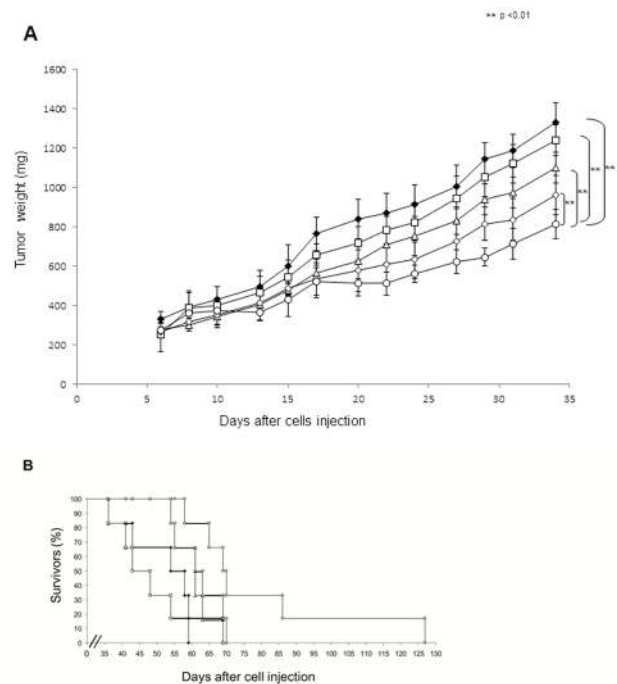 ** p <0.01
A
Tumor weight (mg)
1600
1400
1200
1000
800
600
400
200
0
** ** ** **
0 5 10 15 20 25 30 35
Days after cells injection
B
Survivors (%)
100
90
80
70
60
50
40
30
20
10
0
0 35 40 45 50 55 60 65 70 75 80 85 90 95 100 105 110 115 120 125 130
Days after cell injection